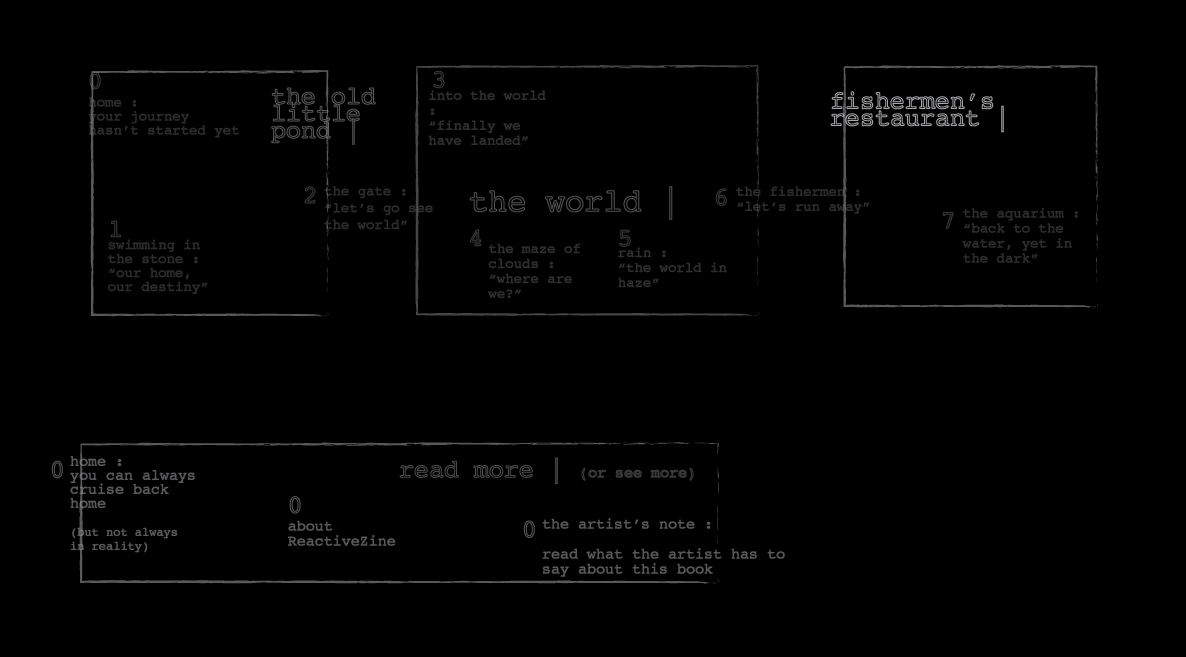 0
home :
your journey
hasn't started yet
the old
little
pond |
1
swimming in
the stone :
“our home,
our destiny”
2
the gate :
“let's go see
the world”
3
into the world
:
“finally we
have landed”
the world |
4
the maze of
clouds :
“where are
we?”
5
rain :
“the world in
haze”
6
the fishermen :
“let's run away”
fishermen's
restaurant |
7
the aquarium :
“back to the
water, yet in
the dark”
0
home :
you can always
cruise back
home
(but not always
in reality)
read more | (or see more)
0
about
ReactiveZine
0
the artist's note :
read what the artist has to
say about this book